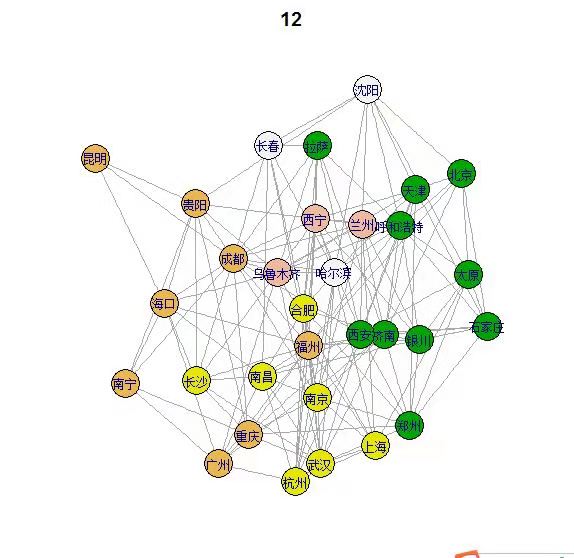 12
沈阳
长春
拉萨
昆明
北京
天津
贵阳
西宁
兰州
呼和浩特
成都
乌鲁木齐
哈尔滨
太原
海口
合肥
石家庄
西安
济南
银川
福州
南宁
长沙
南昌
南京
郑州
重庆
上海
广州
武汉
杭州